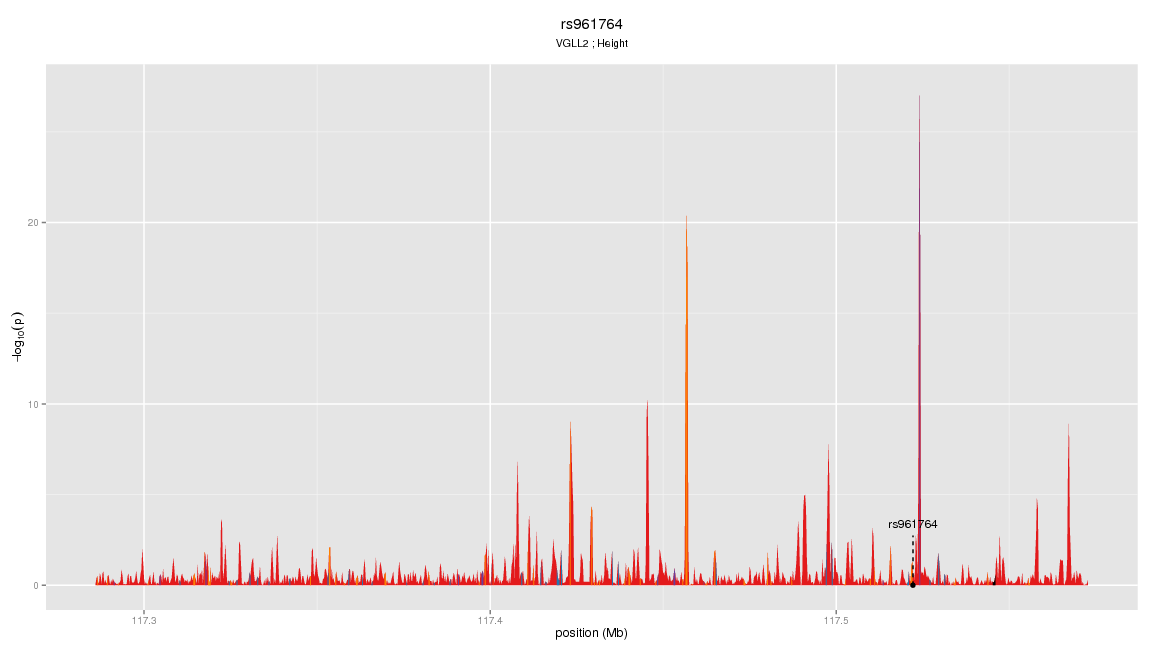 rs961764
VGLL2 ; Height
−log10(p)
20
10
0
rs961764
117.3 117.4 117.5
position (Mb)